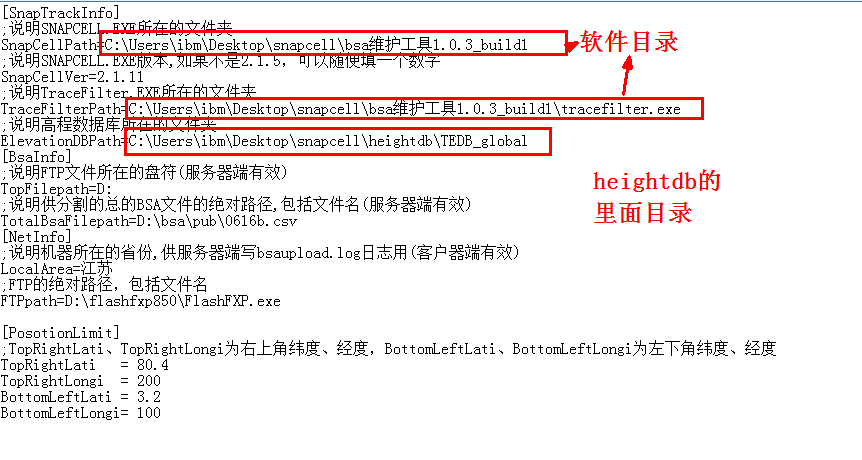 [SnapTrackInfo]
;说明SNAPCELL.EXE所在的文件夹
SnapCellPath=C:\Users\ibm\Desktop\snapcell\bsa维护工具1.0.3_build1
软件目录
;说明SNAPCELL.EXE版本,如果不是2.1.5，可以随便填一个数字
SnapCellVer=2.1.11
;说明TraceFilter.EXE所在的文件夹
TraceFilterPath=C:\Users\ibm\Desktop\snapcell\bsa维护工具1.0.3_build1\tracefilter.exe
;说明高程数据库所在的文件夹
ElevationDBPath=C:\Users\ibm\Desktop\snapcell\heightdb\TEDB_global
[BsaInfo]
;说明FTP文件所在的盘符(服务器端有效)
TopFilepath=D:
;说明供分割的总的BSA文件的绝对路径,包括文件名(服务器端有效)
TotalBsaFilepath=D:\bsa\pub\0616b.csv
heightdb的
里面目录
[NetInfo]
;说明机器所在的省份,供服务器端写bsaupload.log日志用(客户器端有效)
LocalArea=江苏
;FTP的绝对路径，包括文件名
FTPpath=D:\flashfxp850\FlashFXP.exe
[PosotionLimit]
;TopRightLati、TopRightLongi为右上角纬度、经度，BottomLeftLati、BottomLeftLongi为左下角纬度、经度
TopRightLati   = 80.4
TopRightLongi  = 200
BottomLeftLati = 3.2
BottomLeftLongi= 100